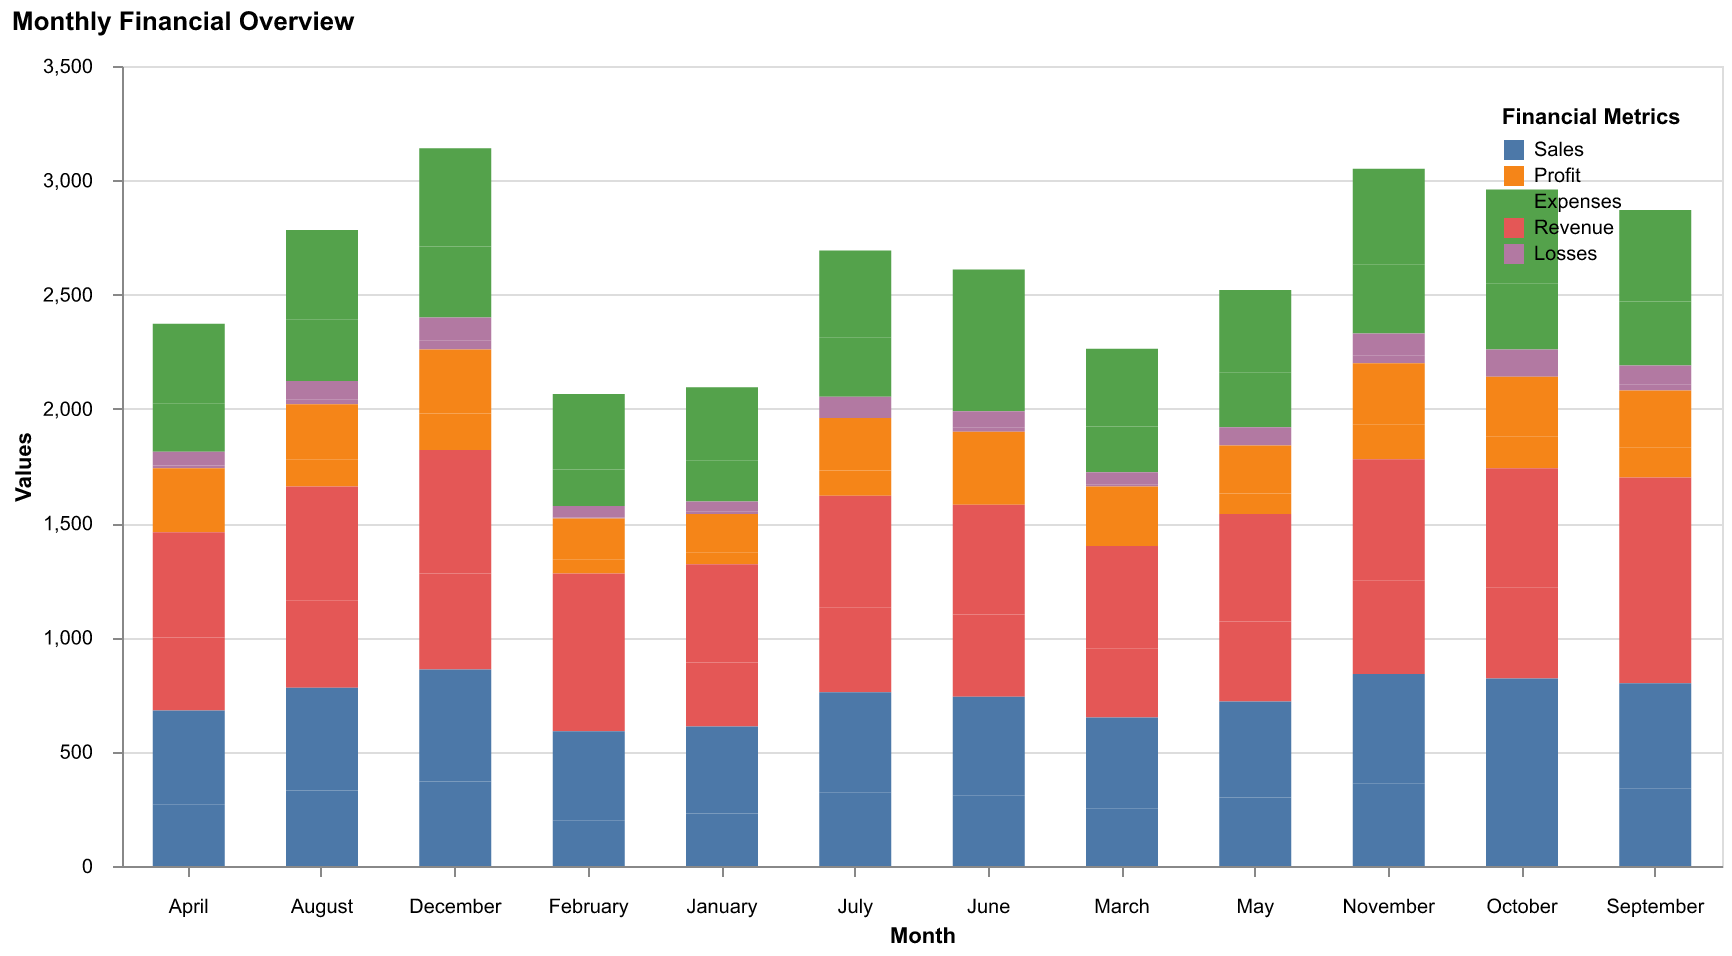 Monthly Financial Overview
3,500
3,000
2,500
2,000
1,500
1,000
500
0
Values
Financial Metrics
Sales
Profit
Expenses
Revenue
Losses
April
August
December
February
January
July
June
March
May
November
October
September
Month